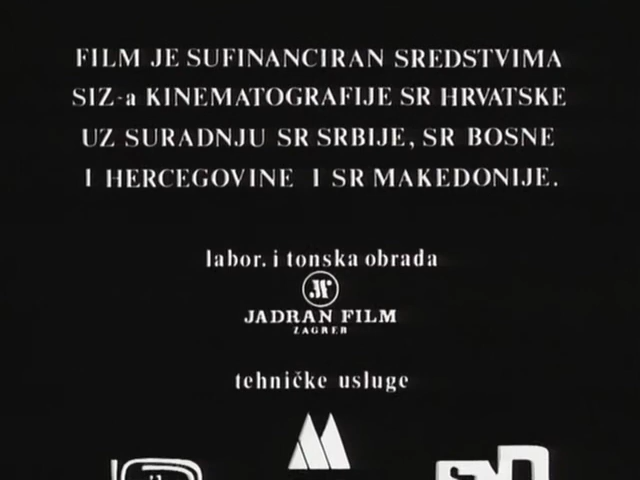 FILM JE SUFINANCIRAN SREDSTVIMA
SIZ-a KINEMATOGRAFIJE SR HRVATSKE
UZ SURADNJU SR SRBIJE, SR BOSNE
I HERCEGOVINE I SR MAKEDONIJE.
labor. i tonska obrada
JADRAN FILM
ZAGREB
tehničke usluge